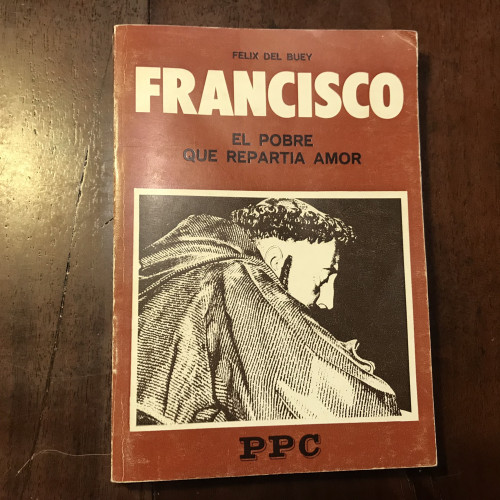 FELIX DEL BUEY
FRANCISCO
EL POBRE
QUE REPARTIA AMOR
PPC